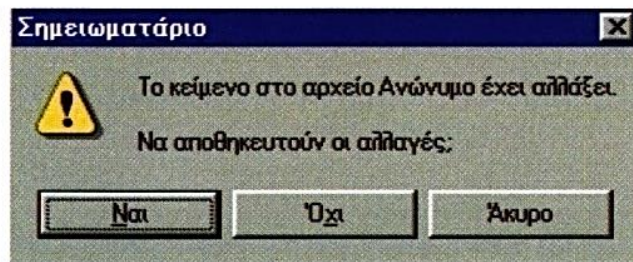 Σημειωματάριο
Το κείμενο στο αρχείο Ανώνυμο έχει αλλάξει.
Να αποθηκευτούν οι αλλαγές;
Ναι Όχι Άκυρο